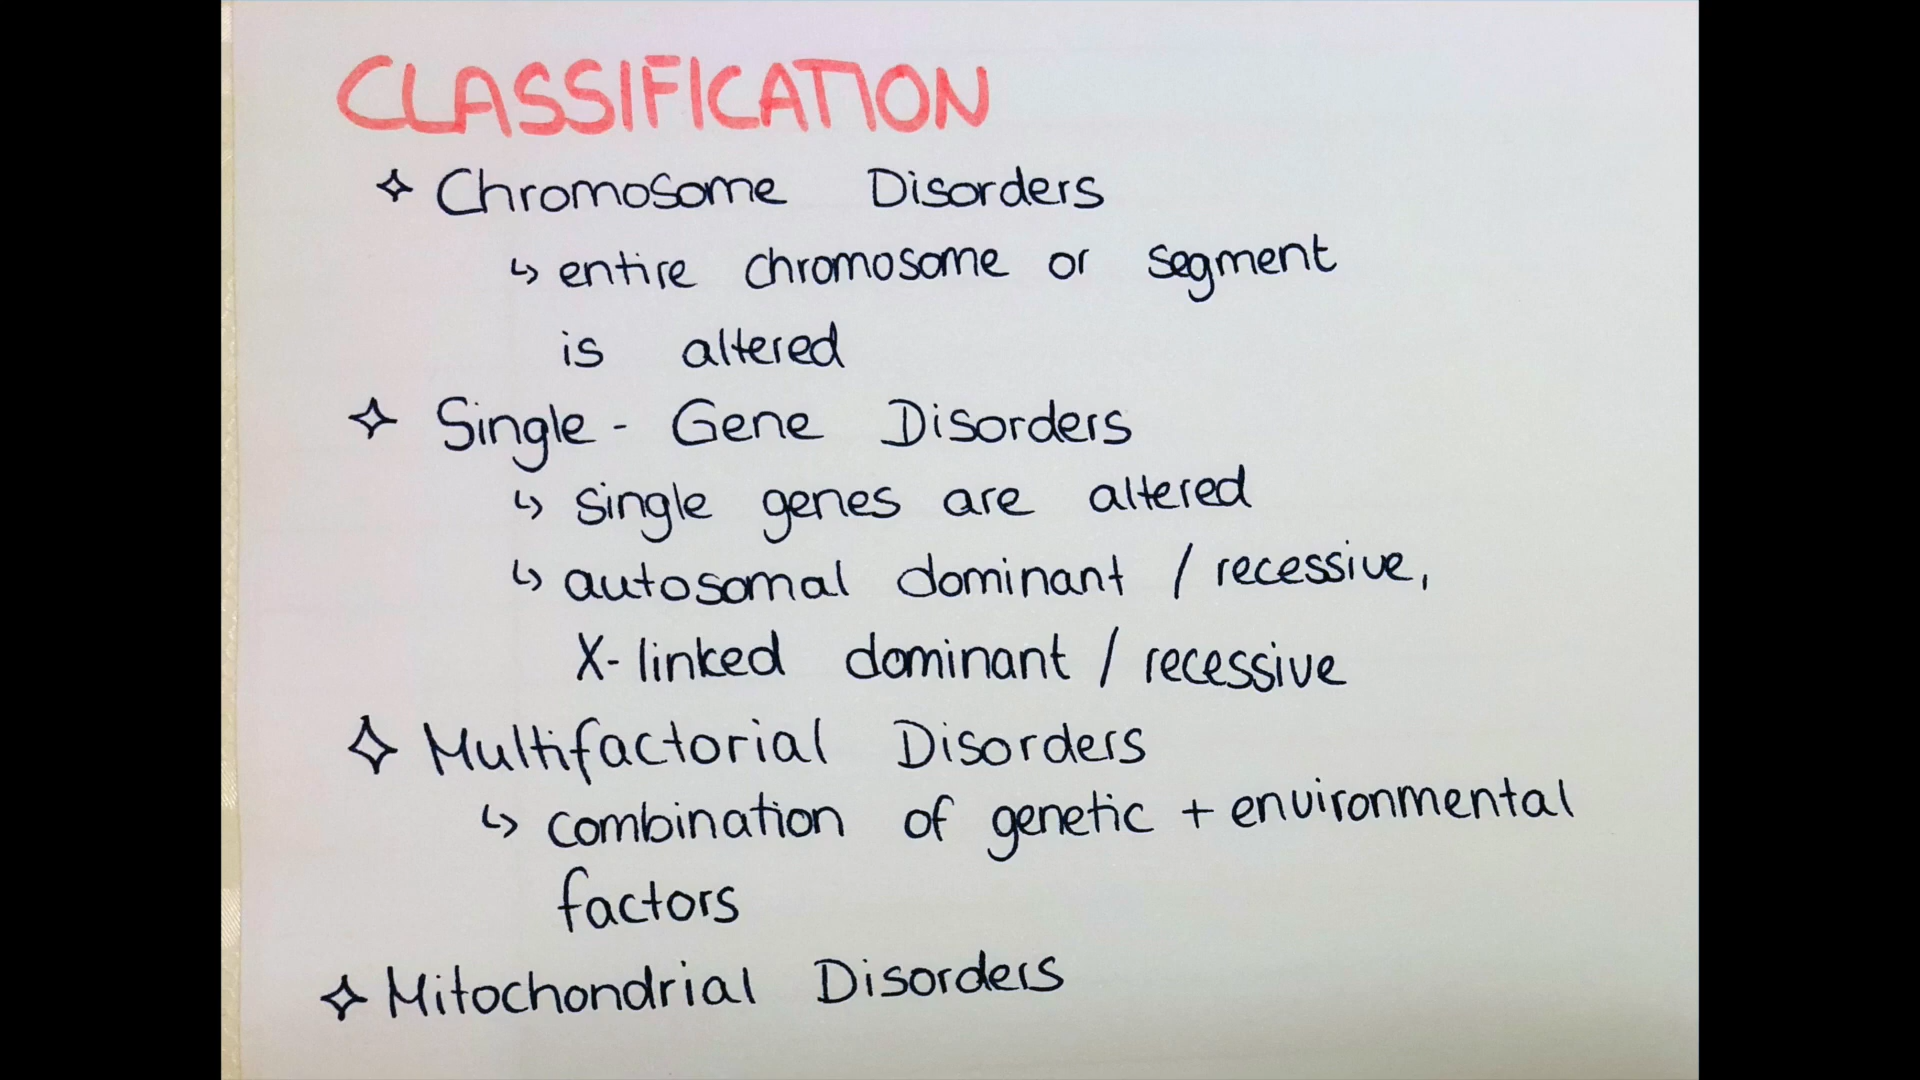 CLASSIFICATION
✧ Chromosome Disorders
↳ entire chromosome or segment
is altered
✧ Single - Gene Disorders
↳ single genes are altered
↳ autosomal dominant / recessive,
X-linked dominant / recessive
✧ Multifactorial Disorders
↳ combination of genetic + environmental
factors
✧ Mitochondrial Disorders